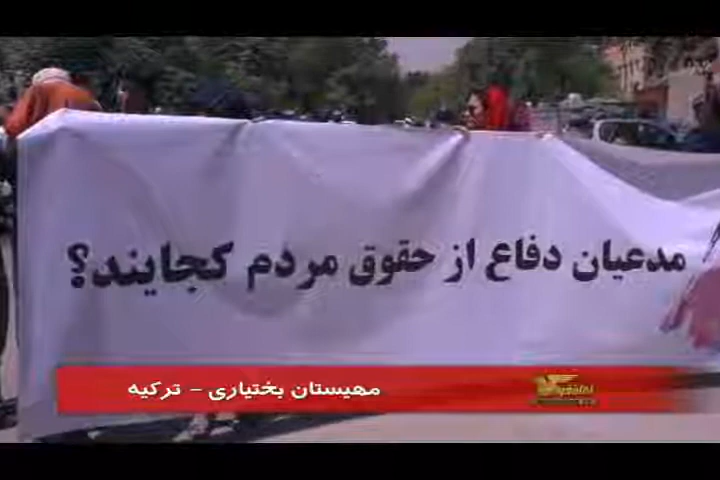 مدعیان دفاع از حقوق مردم کجایند؟
مهیستان بختیاری - ترکیه